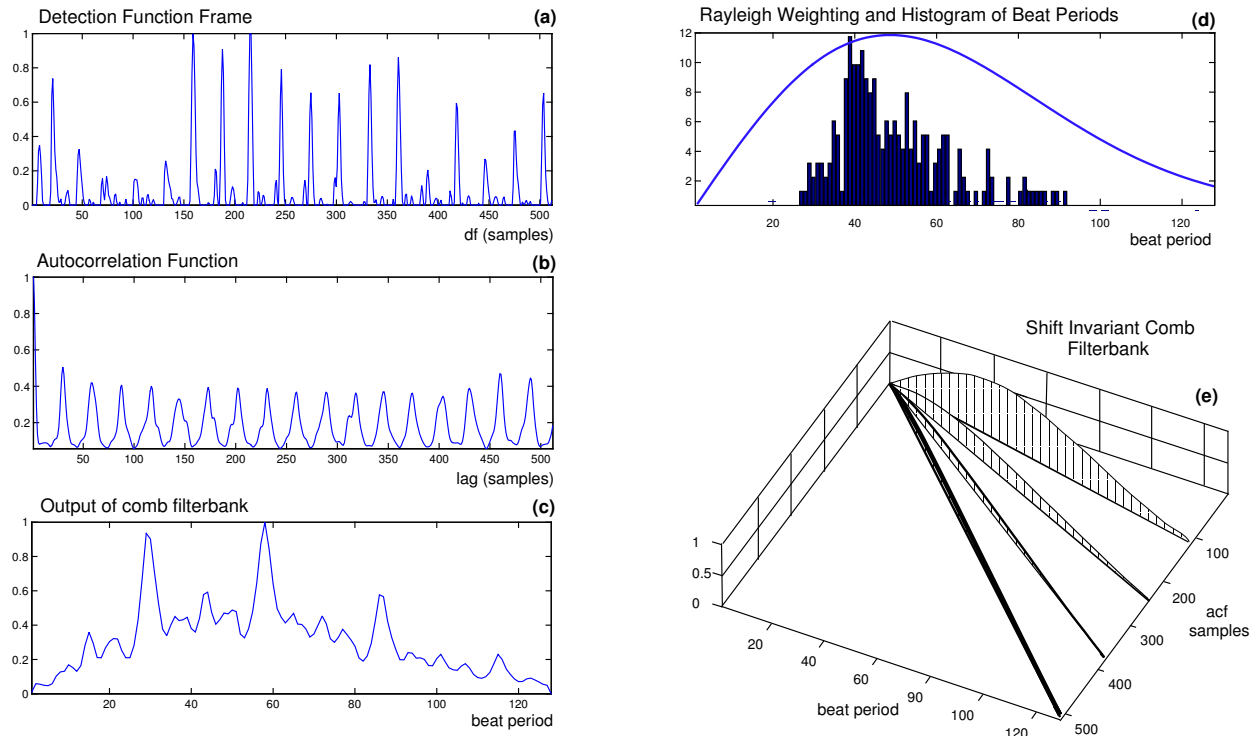 Detection Function Frame
(a)
1
0.8
0.6
0.4
0.2
0
50 100 150 200 250 300 350 400 450 500
df (samples)
Autocorrelation Function
(b)
1
0.8
0.6
0.4
0.2
50 100 150 200 250 300 350 400 450 500
lag (samples)
Output of comb filterbank
(c)
1
0.8
0.6
0.4
0.2
0
20 40 60 80 100 120
beat period
Rayleigh Weighting and Histogram of Beat Periods
(d)
12
10
8
6
4
2
20 40 60 80 100 120
beat period
Shift Invariant Comb
Filterbank
(e)
1
0.5
0
20
40
60
90
100
120
beat period
100
200
300
400
500
acf
samples